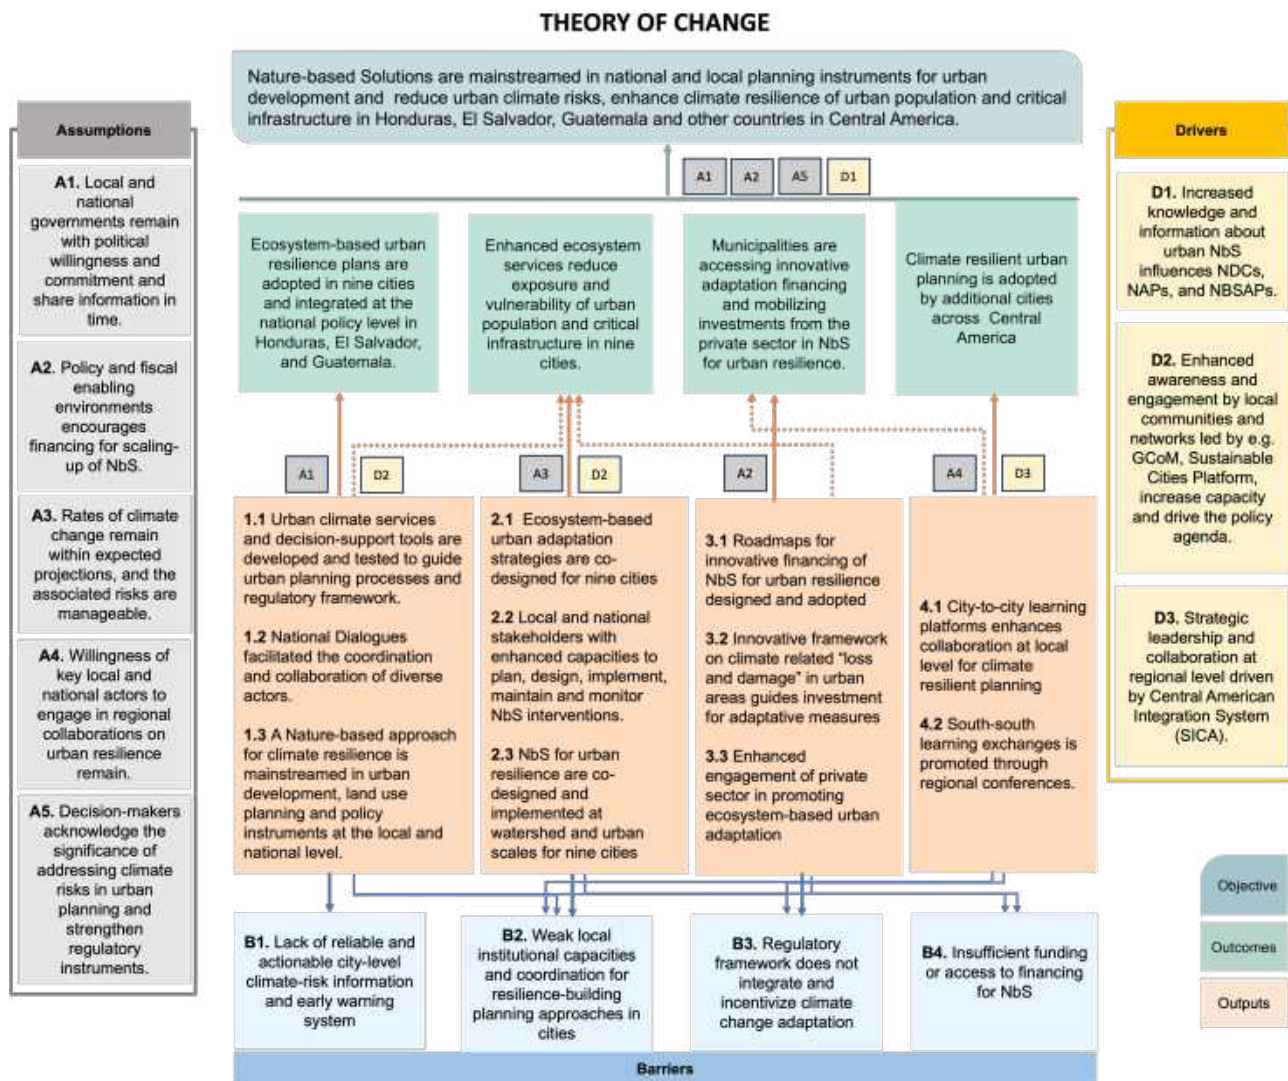 THEORY OF CHANGE
Nature-based Solutions are mainstreamed in national and local planning instruments for urban
development and reduce urban climate risks, enhance climate resilience of urban population and critical
infrastructure in Honduras, El Salvador, Guatemala and other countries in Central America.
Assumptions
A1. Local and
national
governments remain
with political
willingness and
commitment and
share information in
time.
A2. Policy and fiscal
enabling
environments
encourages
financing for scaling-
up of NbS.
A3. Rates of climate
change remain
within expected
projections, and the
associated risks are
manageable.
A4. Willingness of
key local and
national actors to
engage in regional
collaborations on
urban resilience
remain.
A5. Decision-makers
acknowledge the
significance of
addressing climate
risks in urban
planning and
strengthen
regulatory
instruments.
A1
A2
A5
D1
Ecosystem-based urban
resilience plans are
adopted in nine cities
and integrated at the
national policy level in
Honduras, El Salvador,
and Guatemala.
Enhanced ecosystem
services reduce
exposure and
vulnerability of urban
population and critical
infrastructure in nine
cities.
Municipalities are
accessing innovative
adaptation financing
and mobilizing
investments from the
private sector in NbS
for urban resilience.
Climate resilient urban
planning is adopted
by additional cities
across Central
America
A1
D2
A3
D2
A2
A4
D3
1.1 Urban climate services
and decision-support tools are
developed and tested to guide
urban planning processes and
regulatory framework.
1.2 National Dialogues
facilitated the coordination
and collaboration of diverse
actors.
1.3 A Nature-based approach
for climate resilience is
mainstreamed in urban
development, land use
planning and policy
instruments at the local and
national level.
2.1 Ecosystem-based
urban adaptation
strategies are co-
designed for nine cities
2.2 Local and national
stakeholders with
enhanced capacities to
plan, design, implement,
maintain and monitor
NbS interventions.
2.3 NbS for urban
resilience are co-
designed and
implemented at
watershed and urban
scales for nine cities
3.1 Roadmaps for
innovative financing of
NbS for urban resilience
designed and adopted
3.2 Innovative framework
on climate related "loss
and damage" in urban
areas guides investment
for adaptative measures
3.3 Enhanced
engagement of private
sector in promoting
ecosystem-based urban
adaptation
4.1 City-to-city learning
platforms enhances
collaboration at local
level for climate
resilient planning
4.2 South-south
learning exchanges is
promoted through
regional conferences.
B1. Lack of reliable and
actionable city-level
climate-risk information
and early warning
system
B2. Weak local
institutional capacities
and coordination for
resilience-building
planning approaches in
cities
B3. Regulatory
framework does not
integrate and
incentivize climate
change adaptation
B4. Insufficient funding
or access to financing
for NbS
Barriers
Drivers
D1. Increased
knowledge and
information about
urban NbS
influences NDCs,
NAPs, and NBSAPs.
D2. Enhanced
awareness and
engagement by local
communities and
networks led by e.g.
GCoM, Sustainable
Cities Platform,
increase capacity
and drive the policy
agenda.
D3. Strategic
leadership and
collaboration at
regional level driven
by Central American
Integration System
(SICA).
Objective
Outcomes
Outputs